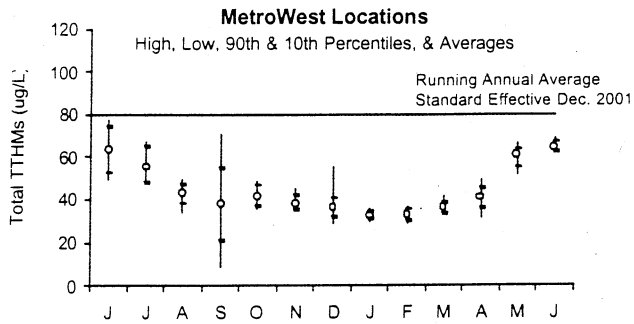 MetroWest Locations
High, Low, 90th & 10th Percentiles, & Averages
Running Annual Average
Standard Effective Dec. 2001
Total TTHMs (ug/L)
120
100
80
60
40
20
0
J J A S O N D J F M A M J